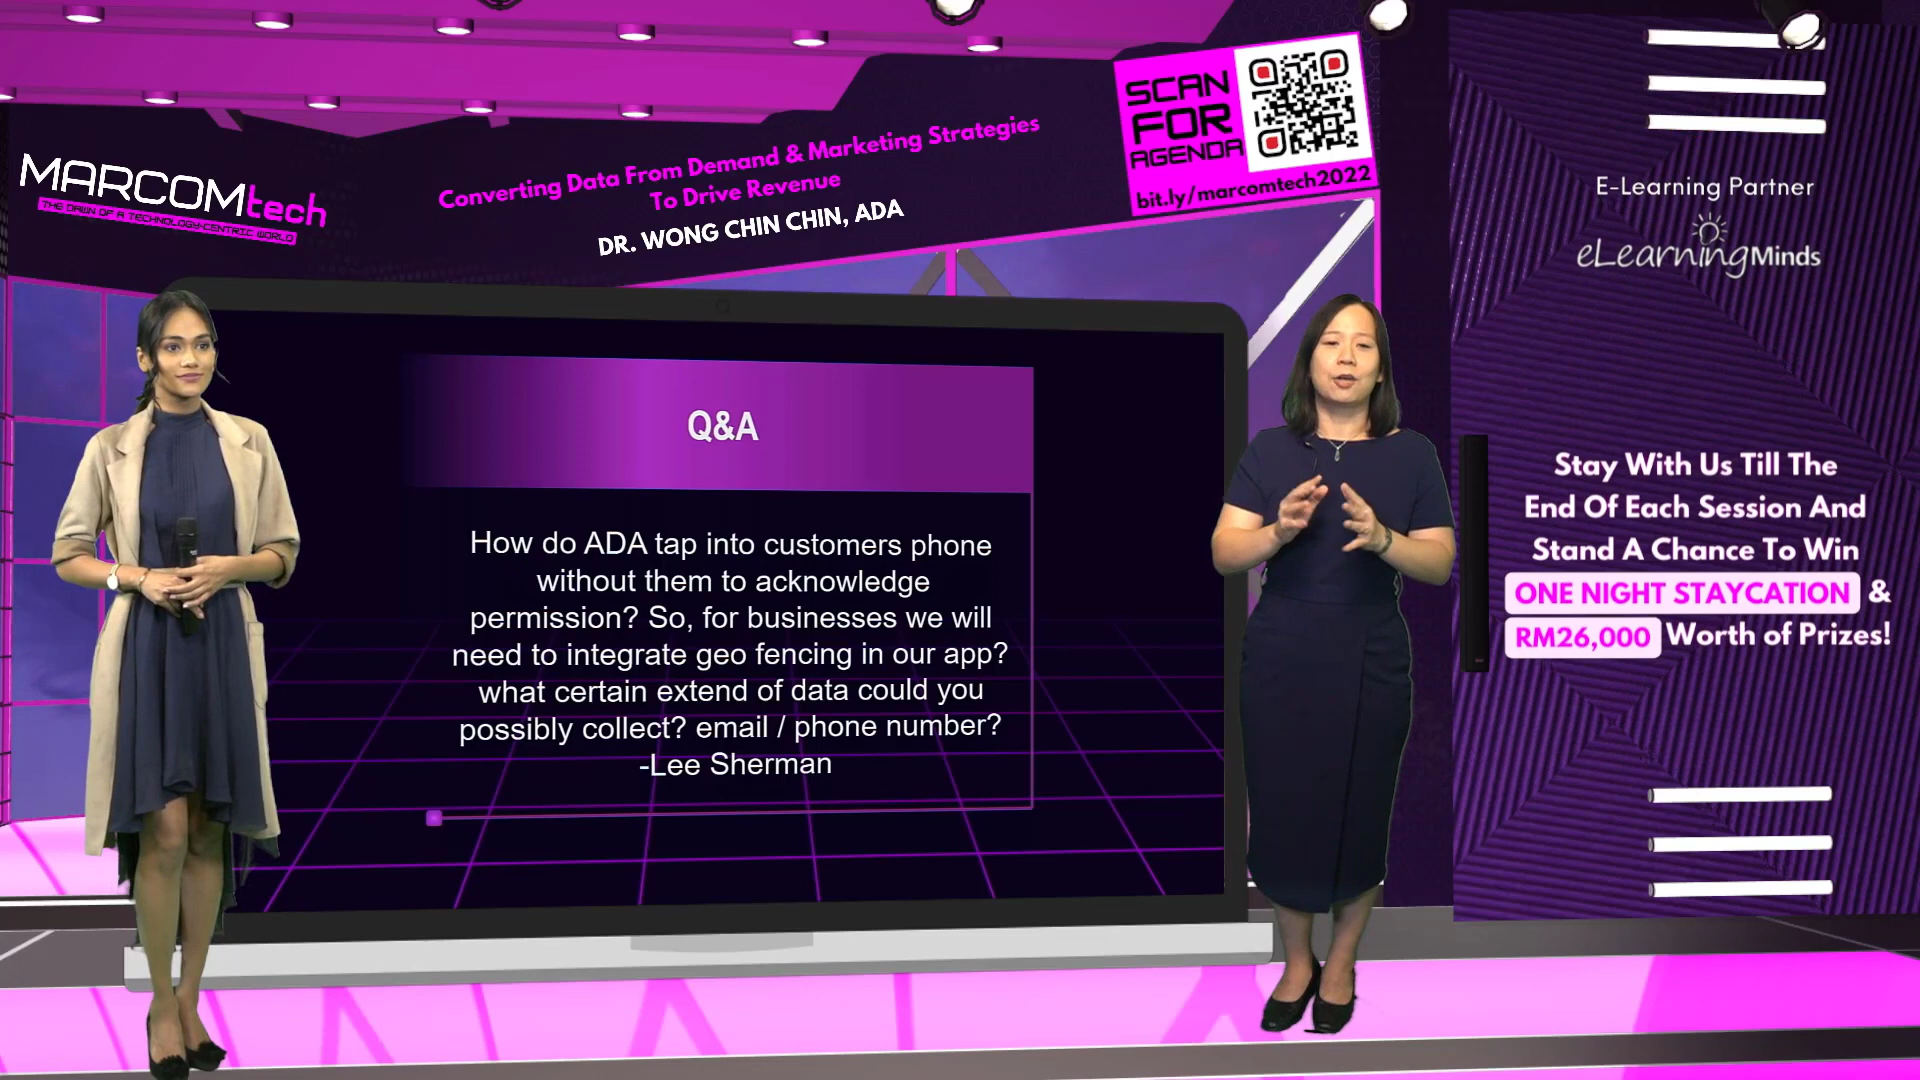 MARCOMtech
THE DAWN OF A TECHNOLOGY-CENTRIC WORLD
Converting Data From Demand & Marketing Strategies
To Drive Revenue
DR. WONG CHIN CHIN, ADA
SCAN
FOR
AGENDA
bit.ly/marcomtech2022
E-Learning Partner
eLearningMinds
Q&A
How do ADA tap into customers phone
without them to acknowledge
permission? So, for businesses we will
need to integrate geo fencing in our app?
what certain extend of data could you
possibly collect? email / phone number?
-Lee Sherman
Stay With Us Till The
End Of Each Session And
Stand A Chance To Win
ONE NIGHT STAYCATION &
RM26,000 Worth of Prizes!